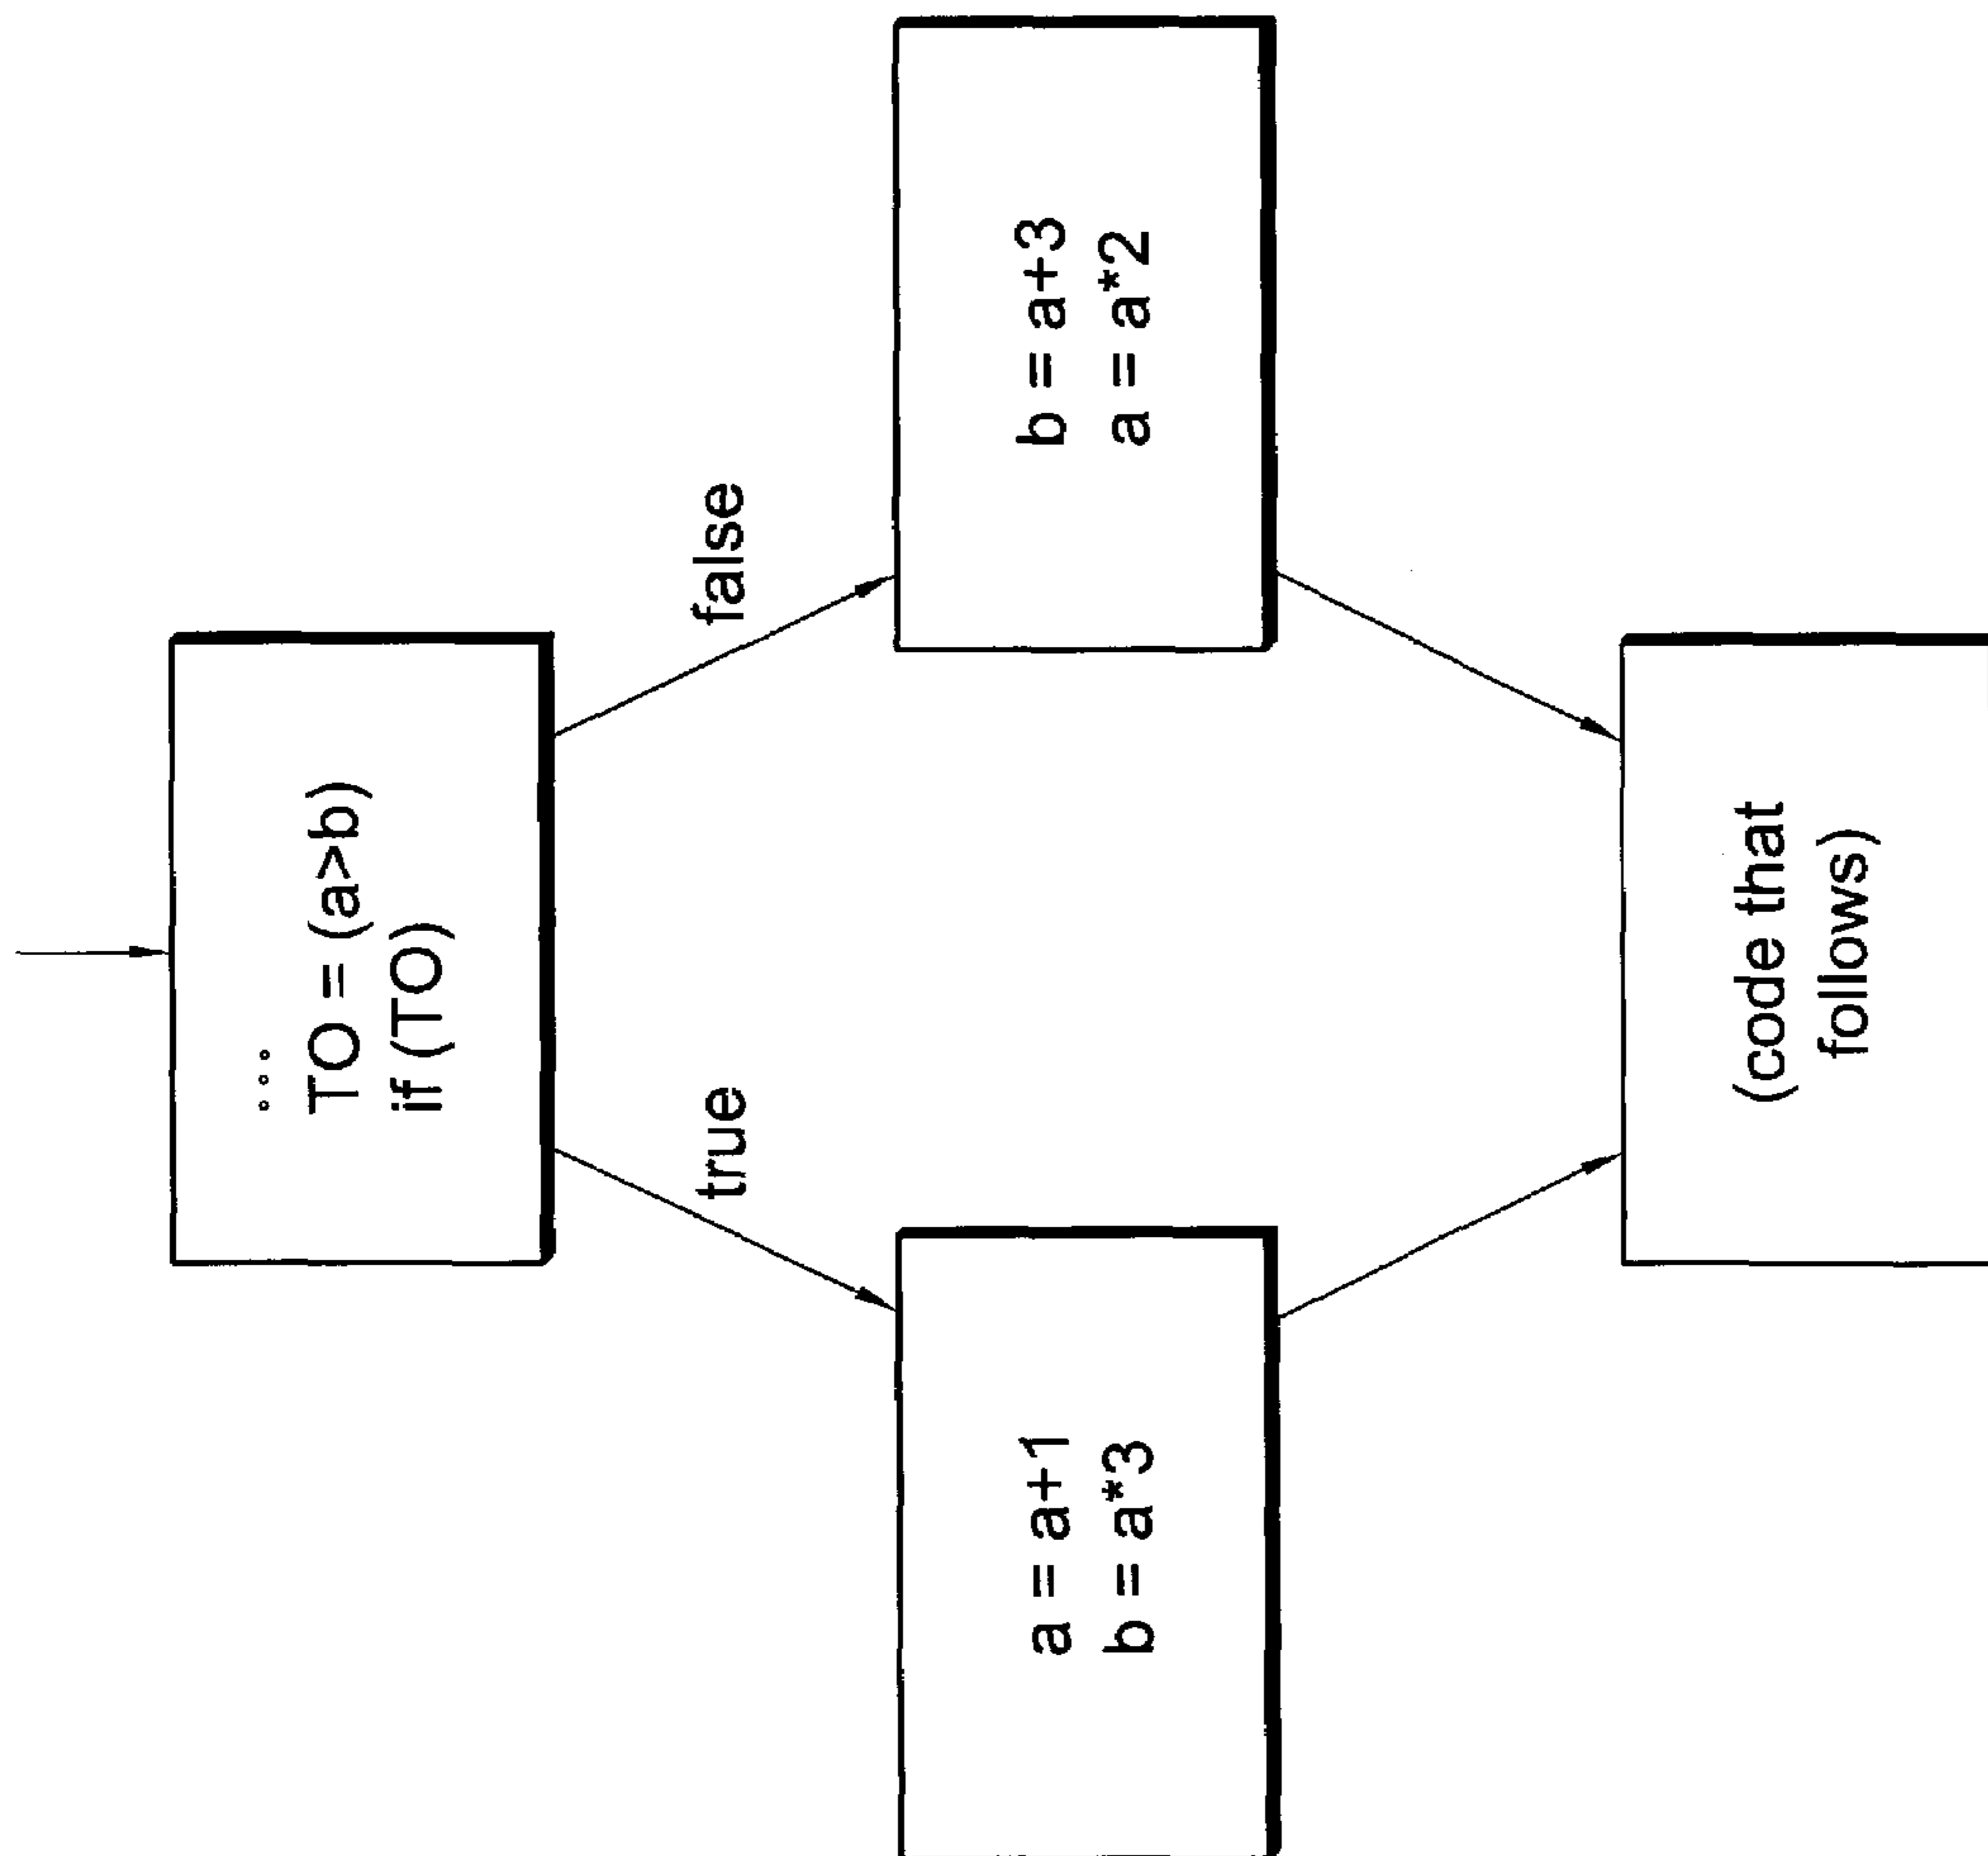 ...
TO = (a>b)
if (TO)
true
false
a = a+1
b = a*3
b = a+3
a = a*2
(code that
follows)